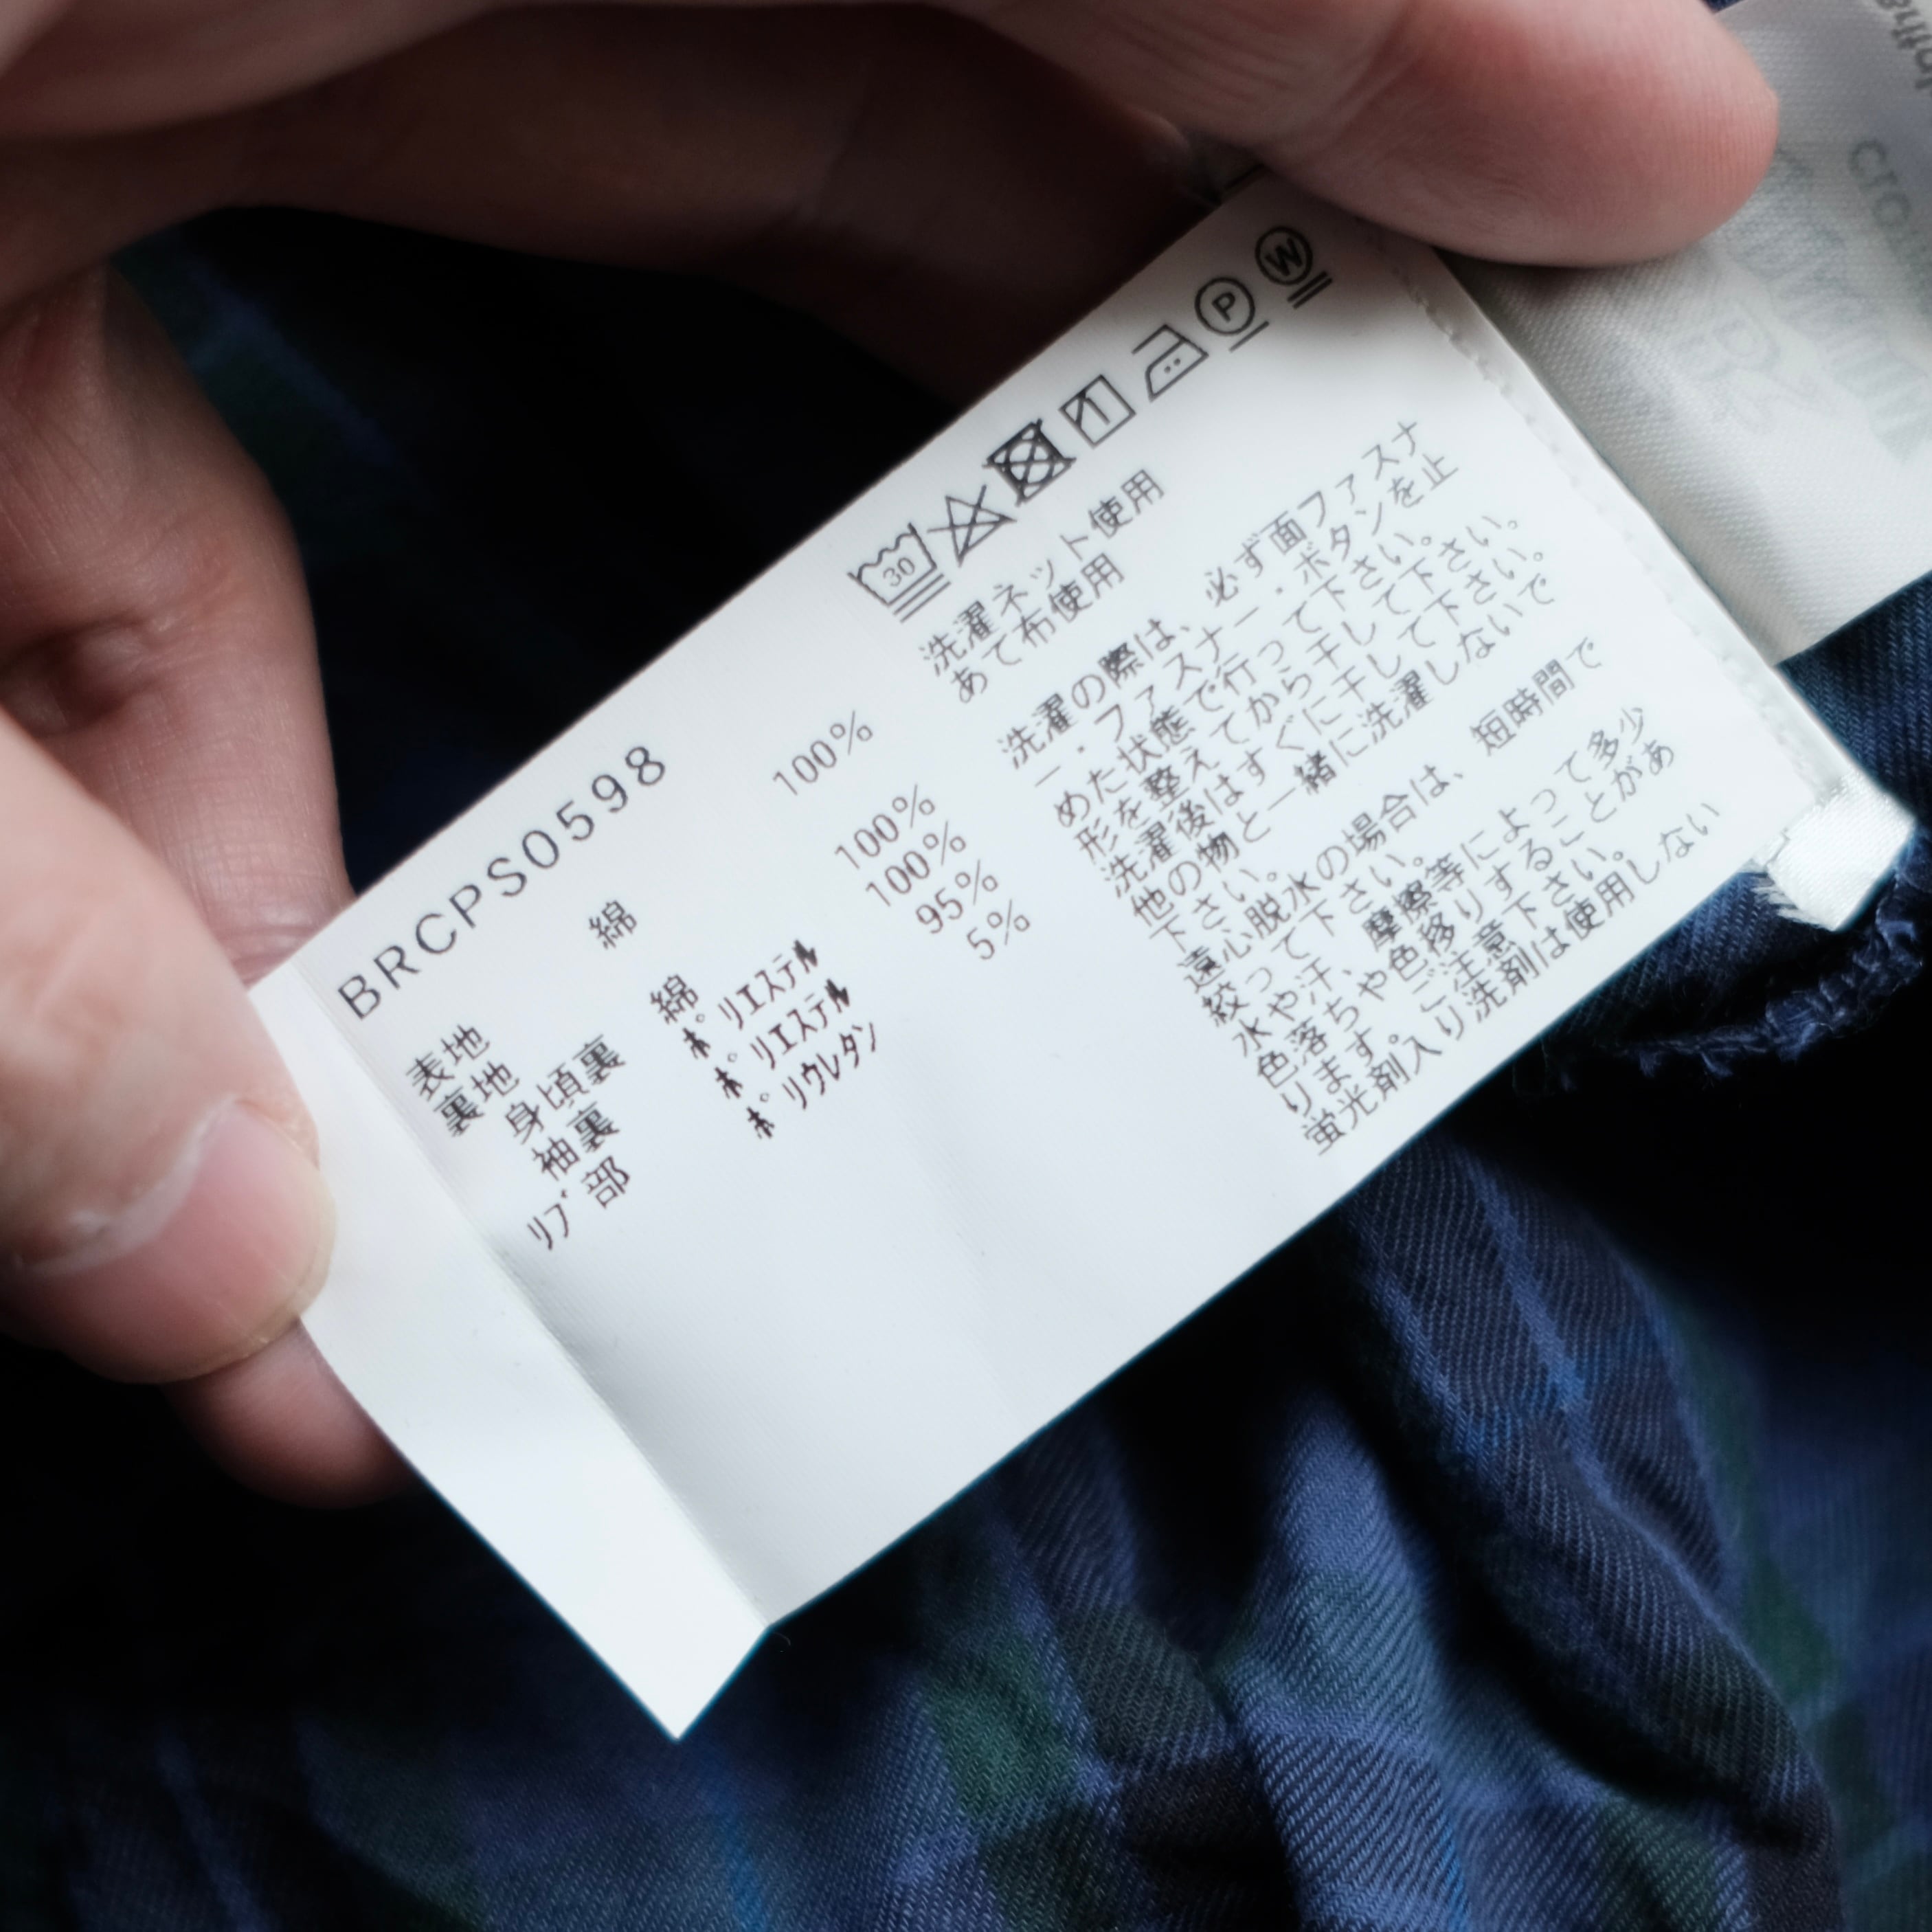 BRCPS0598
表地 綿 100%
裏地
身頃裏 綿 100%
袖裏 ポリエステル 100%
リブ部 ポリエステル 95%
ポリウレタン 5%
30
P
W
洗濯ネット使用
あて布使用
洗濯の際は、必ず面ファスナ
ー・ファスナー・ボタンを止
めた状態で行って下さい。
形を整えてから干して下さい。
洗濯後はすぐに干して下さい。
他の物と一緒に洗濯しないで
下さい。
遠心脱水の場合は、短時間で
絞って下さい。
水や汗、摩擦等によって多少
色落ちや色移りすることがあ
ります。ご注意下さい。
蛍光剤入り洗剤は使用しない